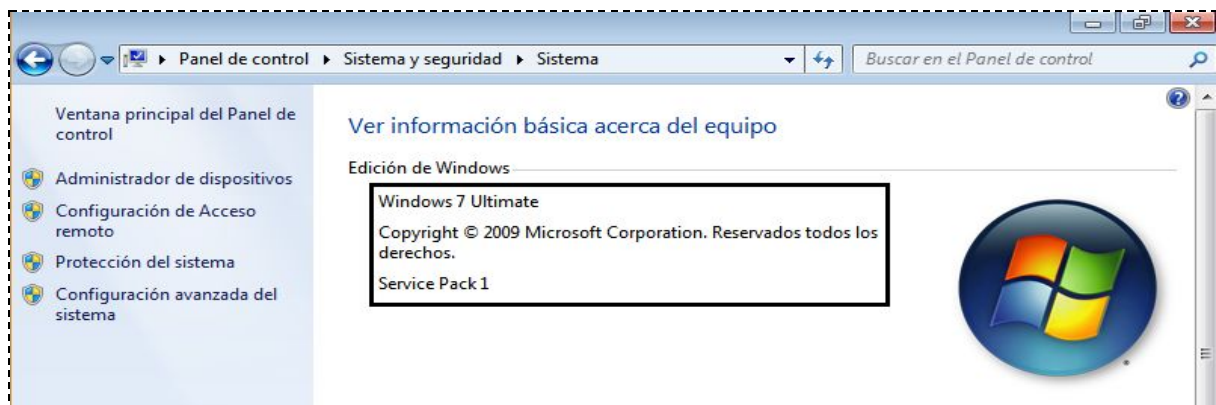 Panel de control ▸ Sistema y seguridad ▸ Sistema
Buscar en el Panel de control
Ventana principal del Panel de
control
Administrador de dispositivos
Configuración de Acceso
remoto
Protección del sistema
Configuración avanzada del
sistema
Ver información básica acerca del equipo
Edición de Windows
Windows 7 Ultimate
Copyright © 2009 Microsoft Corporation. Reservados todos los
derechos.
Service Pack 1